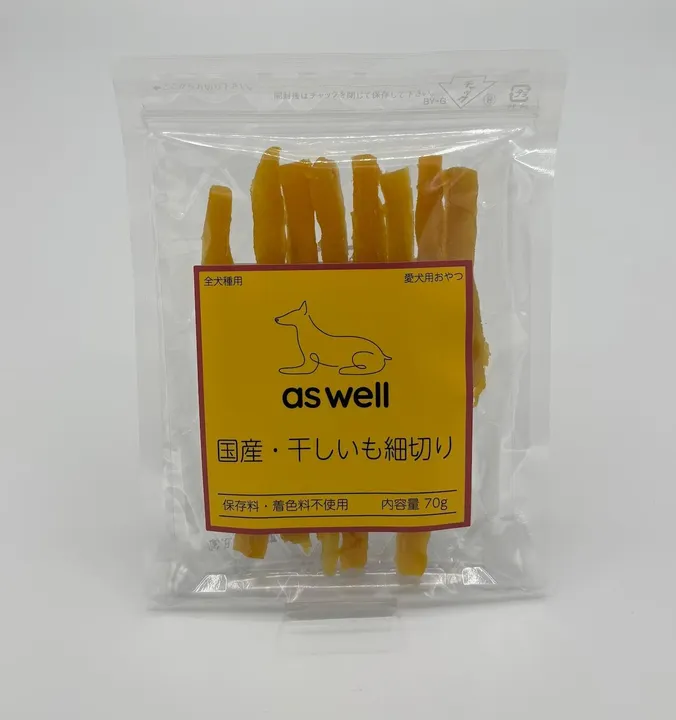 全犬種用
愛犬用おやつ
as well
国産・干しいも細切り
保存料・着色料不使用
内容量 70g